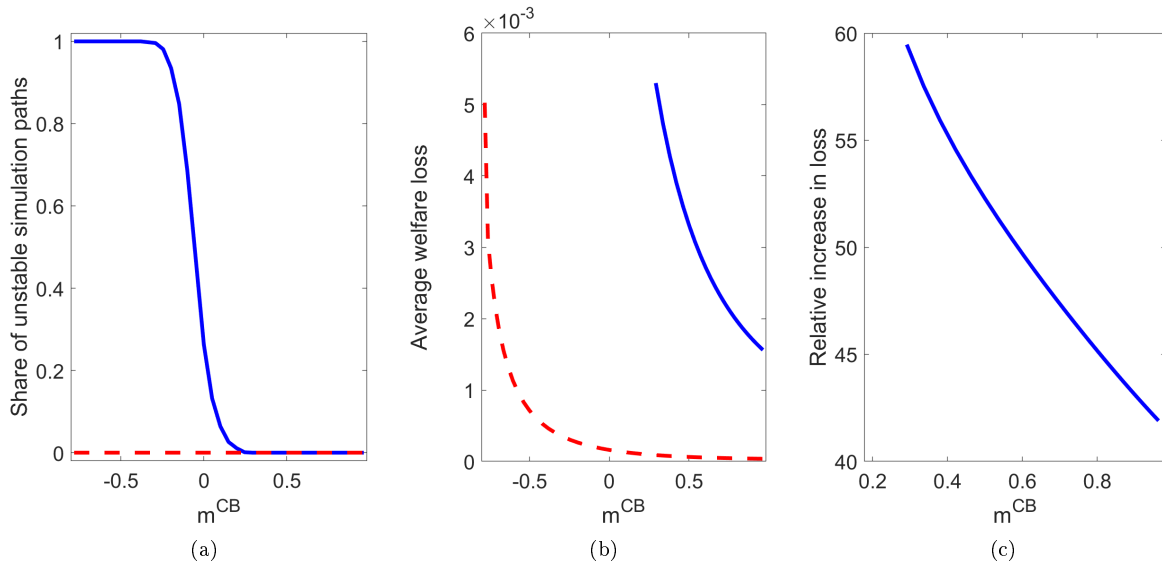 Share of unstable simulation paths
1
0.8
0.6
0.4
0.2
0
-0.5 0 0.5
m^CB
(a)
×10^-3
Average welfare loss
6
5
4
3
2
1
0
-0.5 0 0.5
m^CB
(b)
Relative increase in loss
60
55
50
45
40
0.2 0.4 0.6 0.8
m^CB
(c)